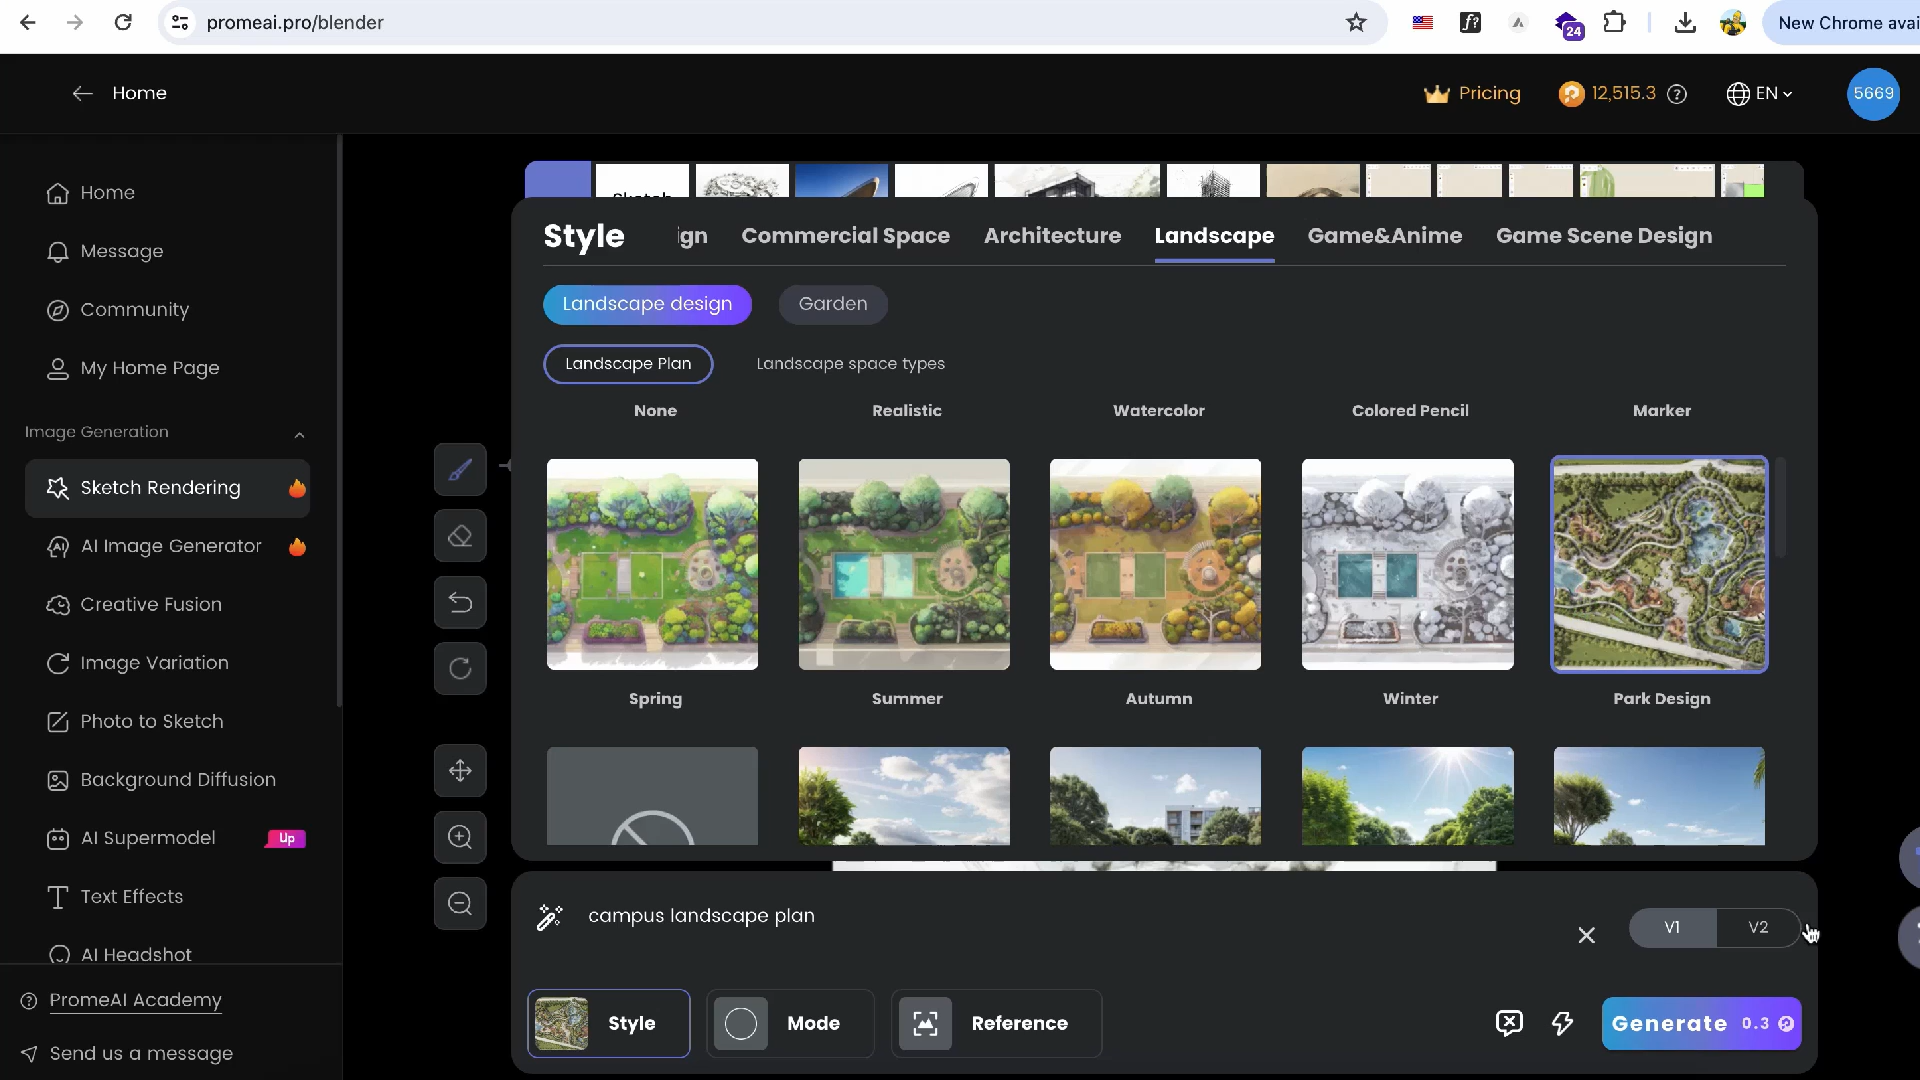 promeai.pro/blender
24
New Chrome avai
Home
Pricing
12,515.3
EN
5669
Home
Message
Community
My Home Page
Image Generation
Sketch Rendering
AI Image Generator
Creative Fusion
Image Variation
Photo to Sketch
Background Diffusion
AI Supermodel
Up
Text Effects
AI Headshot
PromeAI Academy
Send us a message
Sketch
Style
ign
Commercial Space
Architecture
Landscape
Game&Anime
Game Scene Design
Landscape design
Garden
Landscape Plan
Landscape space types
None
Realistic
Watercolor
Colored Pencil
Marker
Spring
Summer
Autumn
Winter
Park Design
campus landscape plan
V1
V2
Style
Mode
Reference
Generate 0.3